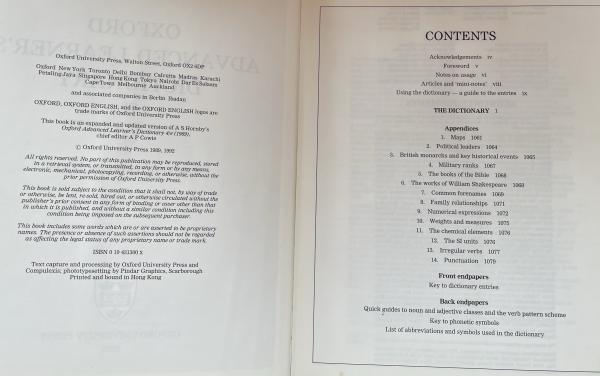 Oxford University Press, Walton Street, Oxford OX2 6DP
Oxford New York Toronto Delhi Bombay Calcutta Madras Karachi
Petaling Jaya Singapore Hong Kong Tokyo Nairobi Dar Es Salaam
Cape Town Melbourne Auckland
and associated companies in Berlin Ibadan
OXFORD, OXFORD ENGLISH, and the OXFORD ENGLISH logos are
trade marks of Oxford University Press
This book is an expanded and updated version of A S Hornby's
Oxford Advanced Learner's Dictionary 4/e (1989),
chief editor A P Cowie
© Oxford University Press 1989, 1992
All rights reserved. No part of this publication may be reproduced, stored
in a retrieval system, or transmitted, in any form or by any means,
electronic, mechanical, photocopying, recording, or otherwise, without the
prior permission of Oxford University Press.
This book is sold subject to the condition that it shall not, by way of trade
or otherwise, be lent, re-sold, hired out, or otherwise circulated without the
publisher's prior consent in any form of binding or cover other than that
in which it is published, and without a similar condition including this
condition being imposed on the subsequent purchaser.
This book includes some words which are or are asserted to be proprietary
names. The presence or absence of such assertions should not be regarded
as affecting the legal status of any proprietary name or trade mark.
ISBN 0 19 431
Text capture and processing by Oxford University Press and
Compulexis; phototypesetting by Pindar Graphics, Scarborough
Printed and bound in Hong Kong
CONTENTS
Acknowledgements iv
Foreword v
Notes on usage vi
Articles and 'mini-notes' viii
Using the dictionary — a guide to the entries ix
THE DICTIONARY 1
Appendices
1. Maps 1061
2. Political leaders 1064
3. British monarchs and key historical events 1065
4. Military ranks 1067
5. The books of the Bible 1068
6. The works of William Shakespeare 1068
7. Common forenames 1069
8. Family relationships 1071
9. Numerical expressions 1072
10. Weights and measures 1075
11. The chemical elements 1076
12. The SI units 1076
13. Irregular verbs 1077
14. Punctuation 1079
Front endpapers
Key to dictionary entries
Back endpapers
Quick guides to noun and adjective classes and the verb pattern scheme
Key to phonetic symbols
List of abbreviations and symbols used in the dictionary